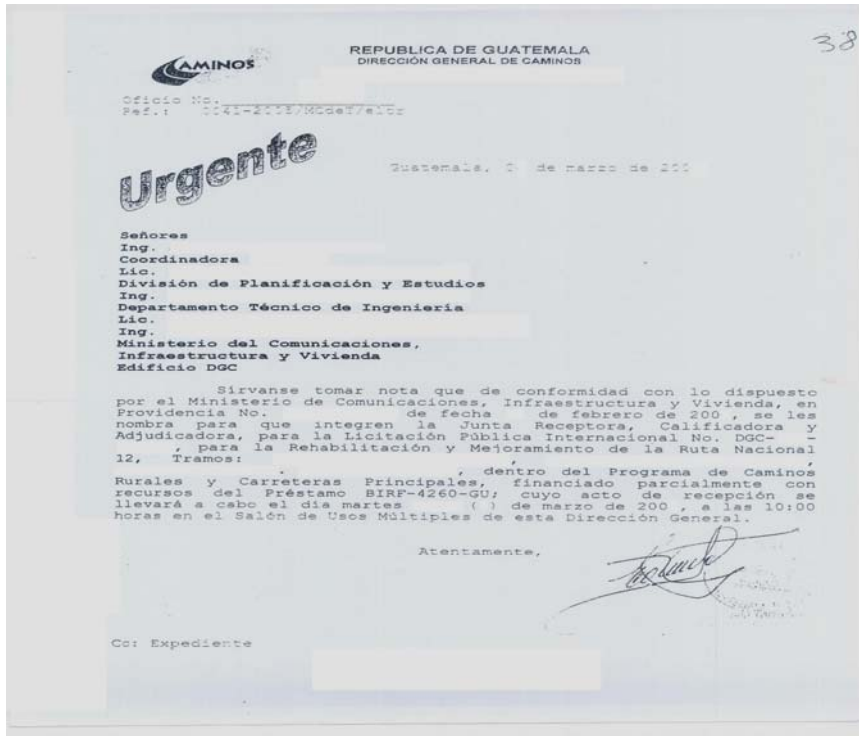 38
CAMINOS
REPUBLICA DE GUATEMALA
DIRECCIÓN GENERAL DE CAMINOS
Oficio No.
Ref.: 0041-2005/MCdeT/eltr
Urgente
Guatemala, de marzo de 200
Señores
Ing.
Coordinadora
Lic.
División de Planificación y Estudios
Ing.
Departamento Técnico de Ingeniería
Lic.
Ing.
Ministerio del Comunicaciones,
Infraestructura y Vivienda
Edificio DGC
Sírvanse tomar nota que de conformidad con lo dispuesto
por el Ministerio de Comunicaciones, Infraestructura y Vivienda, en
Providencia No. de fecha de febrero de 200 , se les
nombra para que integren la Junta Receptora, Calificadora y
Adjudicadora, para la Licitación Pública Internacional No. DGC- -
, para la Rehabilitación y Mejoramiento de la Ruta Nacional
12, Tramos: , ,
. , dentro del Programa de Caminos
Rurales y Carreteras Principales, financiado parcialmente con
recursos del Préstamo BIRF-4260-GU; cuyo acto de recepción se
llevará a cabo el día martes ( ) de marzo de 200 , a las 10:00
horas en el Salón de Usos Múltiples de esta Dirección General.
Atentamente,
Cc: Expediente